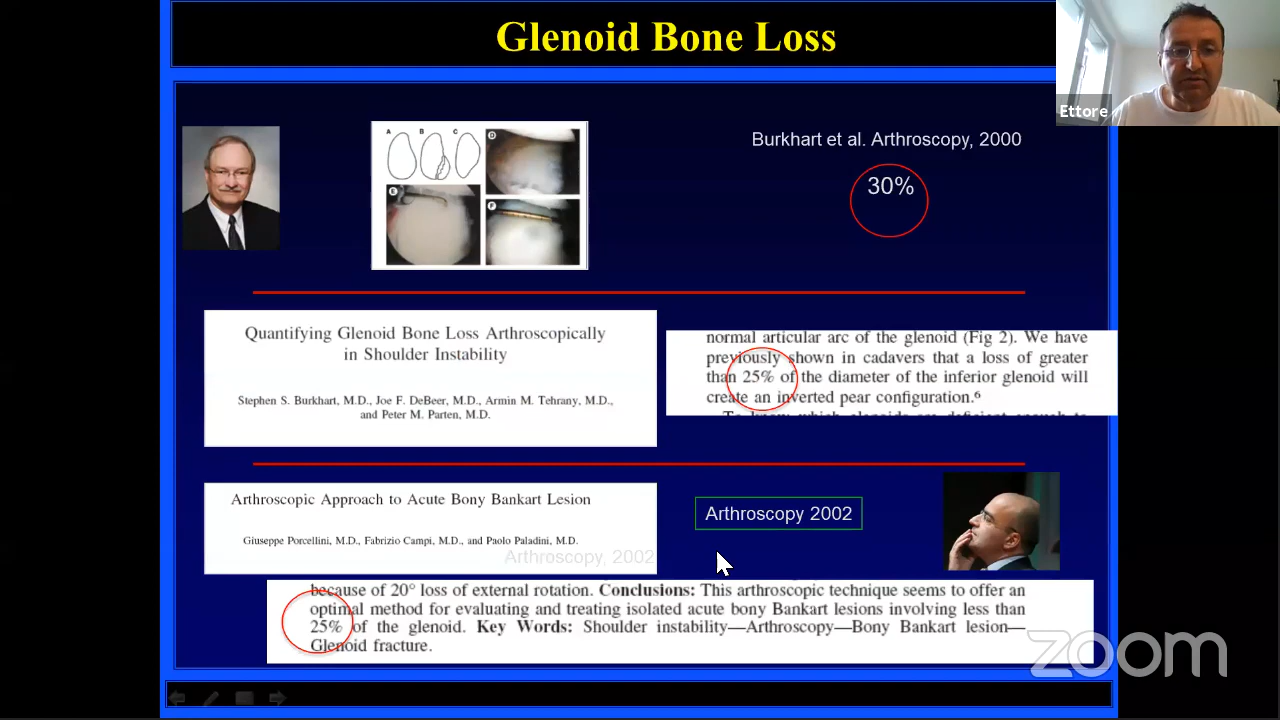 Glenoid Bone Loss
Ettore
A B C D
E F
Burkhart et al. Arthroscopy, 2000
30%
Quantifying Glenoid Bone Loss Arthroscopically
in Shoulder Instability
Stephen S. Burkhart, M.D., Joe F. DeBeer, M.D., Armin M. Tehrany, M.D.,
and Peter M. Parten, M.D.
normal articular arc of the glenoid (Fig 2). We have
previously shown in cadavers that a loss of greater
than 25% of the diameter of the inferior glenoid will
create an inverted pear configuration.⁶
Arthroscopic Approach to Acute Bony Bankart Lesion
Giuseppe Porcellini, M.D., Fabrizio Campi, M.D., and Paolo Paladini, M.D.
Arthroscopy, 2002
Arthroscopy 2002
because of 20° loss of external rotation. Conclusions: This arthroscopic technique seems to offer an
optimal method for evaluating and treating isolated acute bony Bankart lesions involving less than
25% of the glenoid. Key Words: Shoulder instability—Arthroscopy—Bony Bankart lesion—
Glenoid fracture.
zoom